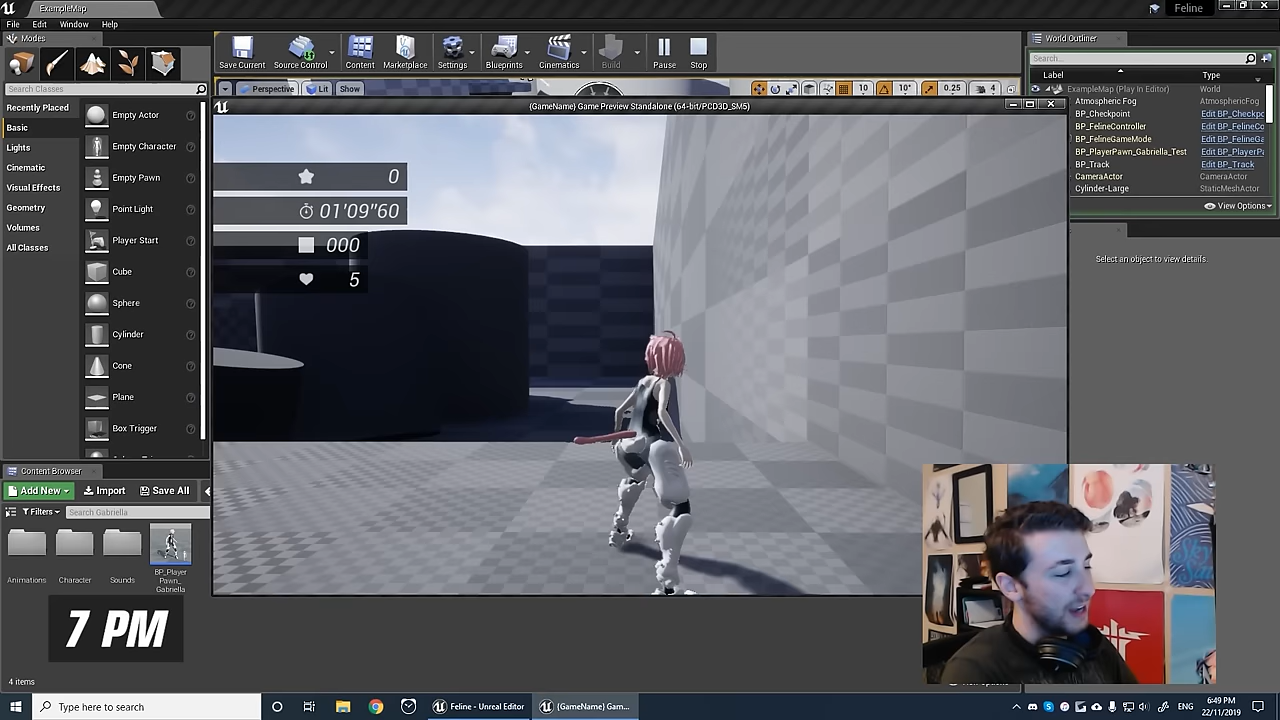 ExampleMap
Feline
File Edit Window Help
Modes
Search Classes
Recently Placed
Basic
Lights
Cinematic
Visual Effects
Geometry
Volumes
All Classes
Empty Actor
Empty Character
Empty Pawn
Point Light
Player Start
Cube
Sphere
Cylinder
Cone
Plane
Box Trigger
Save Current
Source Control
Content
Marketplace
Settings
Blueprints
Cinematics
Build
Pause
Stop
Perspective
Lit
Show
10
10°
0.25
4
(GameName) Game Preview Standalone (64-bit/PCD3D_SM5)
0
01'09"60
000
5
World Outliner
Search...
Label Type
ExampleMap (Play In Editor) World
Atmospheric Fog AtmosphericFog
BP_Checkpoint Edit BP_Checkpo
BP_FelineController Edit BP_FelineCo
BP_FelineGameMode Edit BP_FelineG
BP_PlayerPawn_Gabriella_Test Edit BP_PlayerPa
BP_Track Edit BP_Track
CameraActor CameraActor
Cylinder-Large StaticMeshActor
View Options
Select an object to view details.
Content Browser
Add New Import Save All
Filters Search Gabriella
Animations
Character
Sounds
BP_Player
Pawn_
Gabriella
7 PM
4 items
Type here to search
Feline - Unreal Editor
(GameName) Gam...
ENG
6:49 PM
22/11/2019